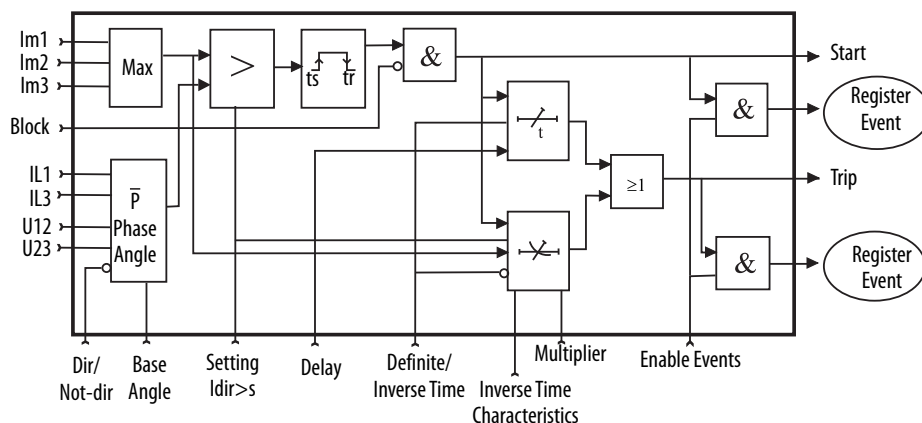 Im1
Im2
Im3
Max
>
ts
tr
&
Start
&
Register
Event
Block
t
≥1
Trip
IL1
IL3
U12
U23
P̅
Phase
Angle
&
Register
Event
Dir/
Not-dir
Base
Angle
Setting
Idir>s
Delay
Definite/
Inverse Time
Inverse Time
Characteristics
Multiplier
Enable Events